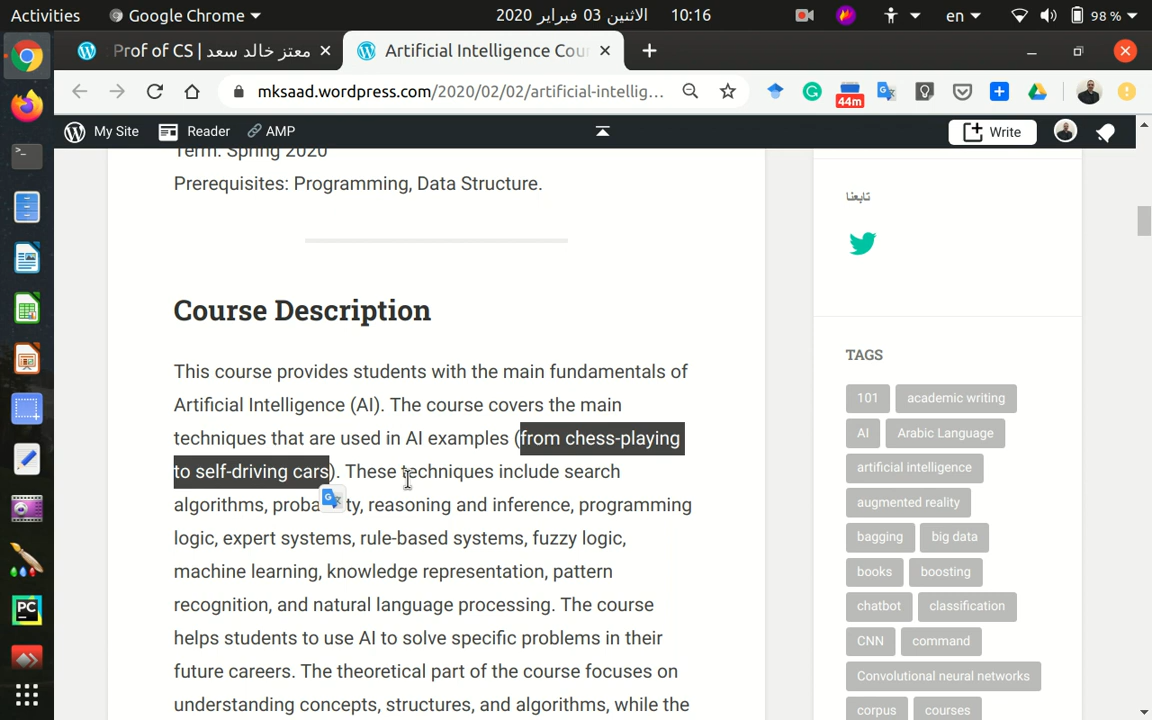 Activities
Google Chrome
الاثنين 03 فبراير 2020
10:16
en
98 %
Prof of CS | معتز خالد سعد
Artificial Intelligence Cou
mksaad.wordpress.com/2020/02/02/artificial-intellig...
44m
My Site
Reader
AMP
Write
Term: Spring 2020
Prerequisites: Programming, Data Structure.
Course Description
This course provides students with the main fundamentals of
Artificial Intelligence (AI). The course covers the main
techniques that are used in AI examples (from chess-playing
to self-driving cars). These techniques include search
algorithms, proba ty, reasoning and inference, programming
logic, expert systems, rule-based systems, fuzzy logic,
machine learning, knowledge representation, pattern
recognition, and natural language processing. The course
helps students to use AI to solve specific problems in their
future careers. The theoretical part of the course focuses on
understanding concepts, structures, and algorithms, while the
تابعنا
TAGS
101
academic writing
AI
Arabic Language
artificial intelligence
augmented reality
bagging
big data
books
boosting
chatbot
classification
CNN
command
Convolutional neural networks
corpus
courses
PC